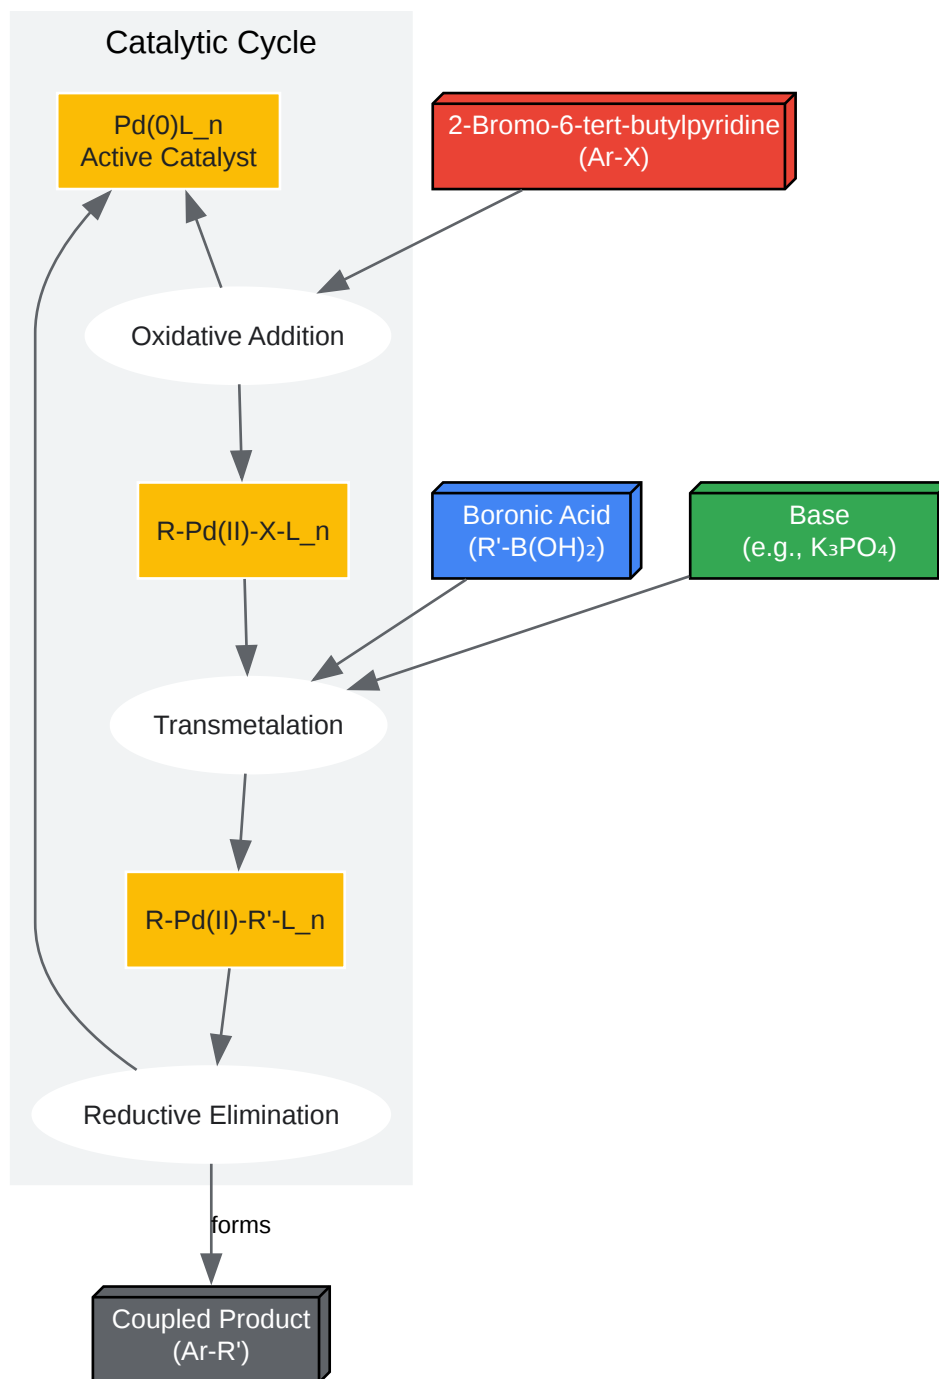 Catalytic Cycle
Pd(0)L_n
Active Catalyst
2-Bromo-6-tert-butylpyridine
(Ar-X)
Oxidative Addition
R-Pd(II)-X-L_n
Boronic Acid
(R'-B(OH)₂)
Base
(e.g., K₃PO₄)
Transmetalation
R-Pd(II)-R'-L_n
Reductive Elimination
forms
Coupled Product
(Ar-R')